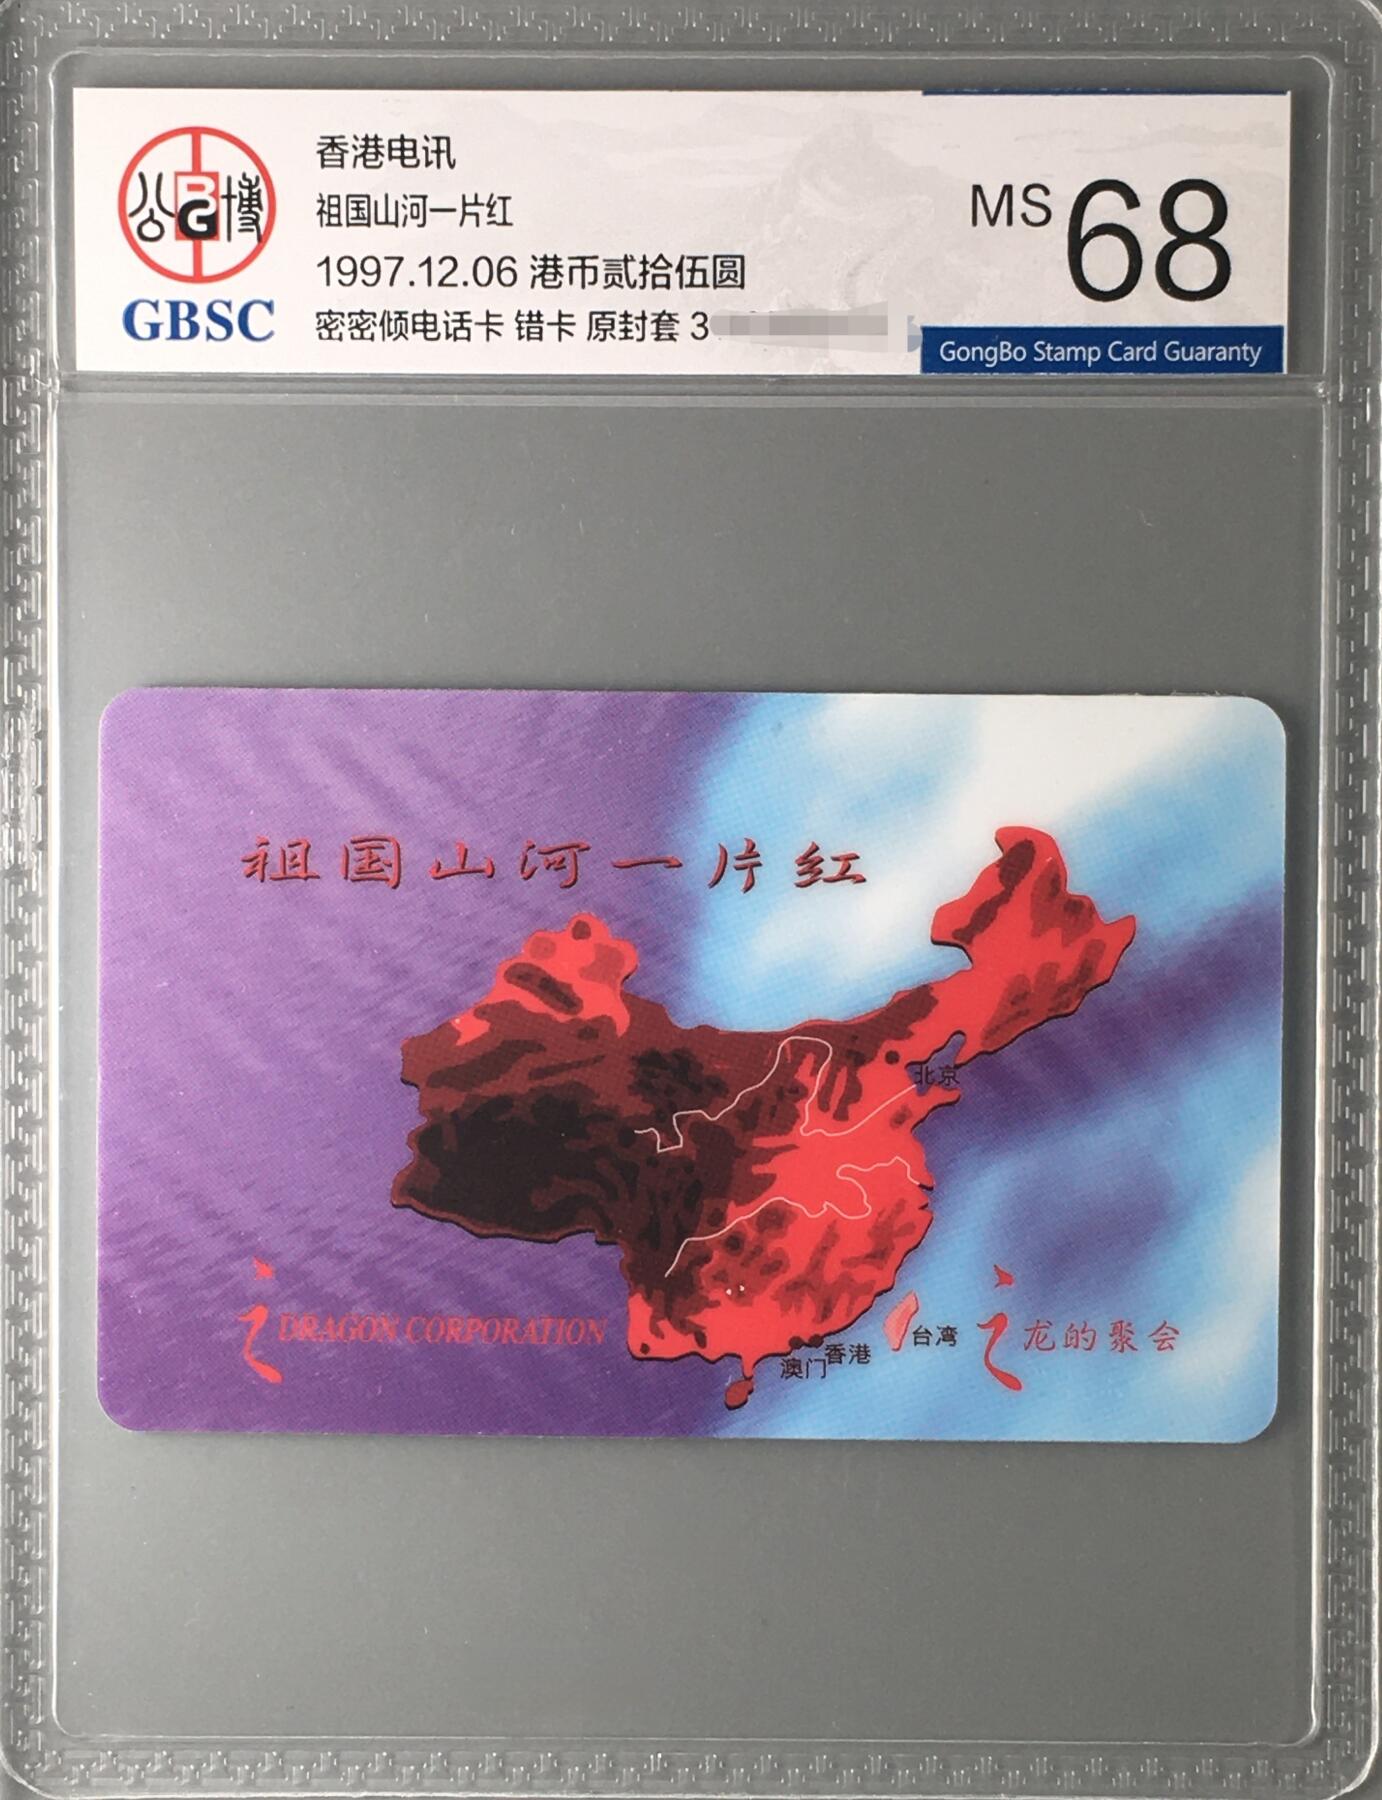 香港电讯
祖国山河一片红
1997.12.06 港币贰拾伍圆
密密倾电话卡 错卡 原封套 3
公 BG 博
GBSC
MS 68
GongBo Stamp Card Guaranty
祖国山河一片红
北京
台湾
香港
澳门
DRAGON CORPORATION
龙的聚会